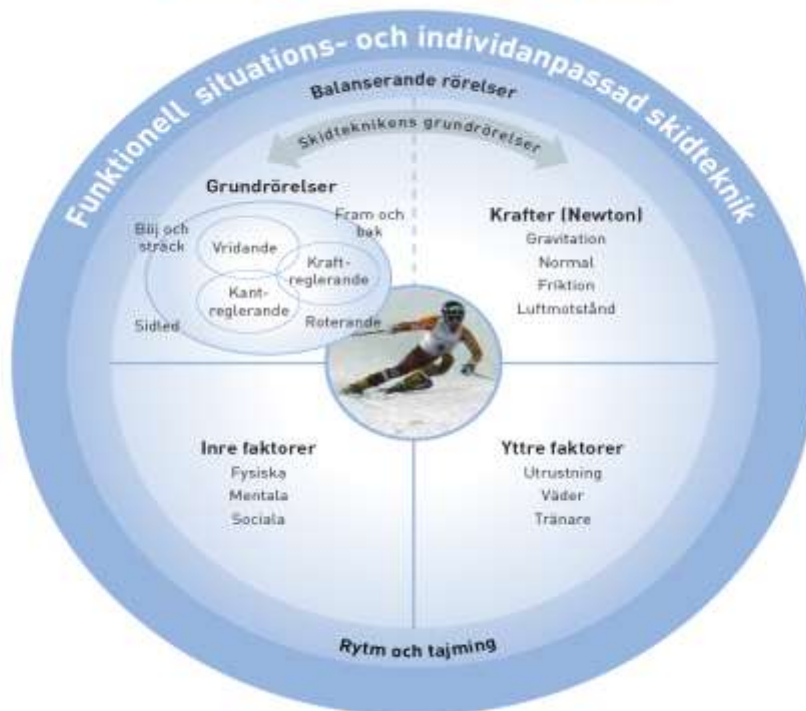 Funktionell situations- och individanpassad skidteknik
Balanserande rörelser
Skidteknikens grundrörelser
Grundrörelser
Böj och
sträck
Fram och
bak
Vridande
Kraft-
reglerande
Kant-
reglerande
Sidled
Roterande
Krafter (Newton)
Gravitation
Normal
Friktion
Luftmotstånd
Inre faktorer
Fysiska
Mentala
Sociala
Yttre faktorer
Utrustning
Väder
Tränare
Rytm och tajming